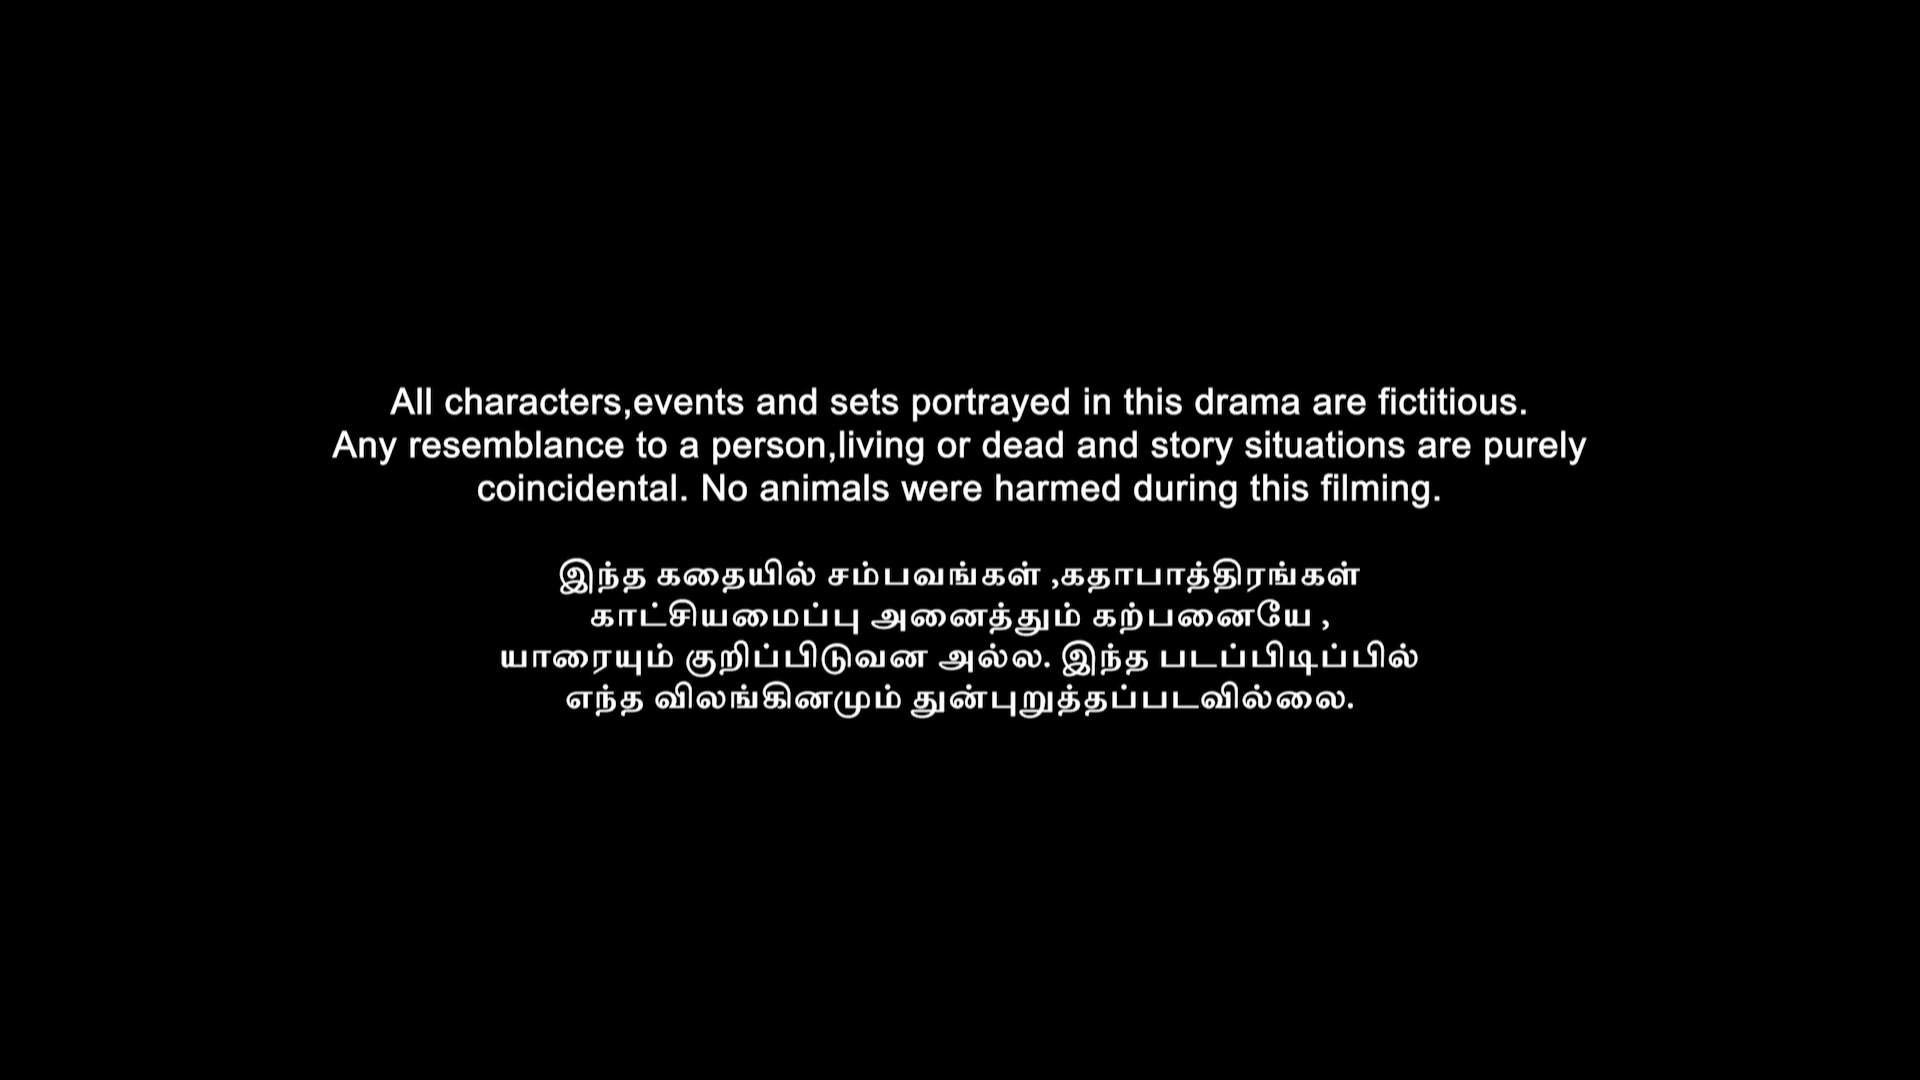 All characters,events and sets portrayed in this drama are fictitious.
Any resemblance to a person,living or dead and story situations are purely
coincidental. No animals were harmed during this filming.
இந்த கதையில் சம்பவங்கள் ,கதாபாத்திரங்கள்
காட்சியமைப்பு அனைத்தும் கற்பனையே ,
யாரையும் குறிப்பிடுவன அல்ல. இந்த படப்பிடிப்பில்
எந்த விலங்கினமும் துன்புறுத்தப்படவில்லை.